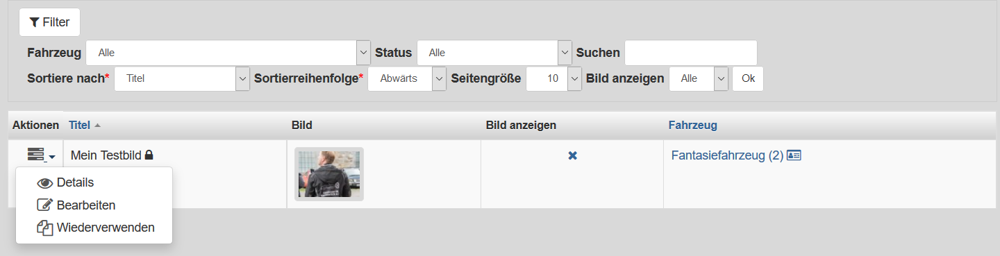 Filter
Fahrzeug Alle Status Alle Suchen
Sortiere nach* Titel Sortierreihenfolge* Abwärts Seitengröße 10 Bild anzeigen Alle Ok
Aktionen Titel Bild Bild anzeigen Fahrzeug
Mein Testbild Fantasiefahrzeug (2)
Details
Bearbeiten
Wiederverwenden